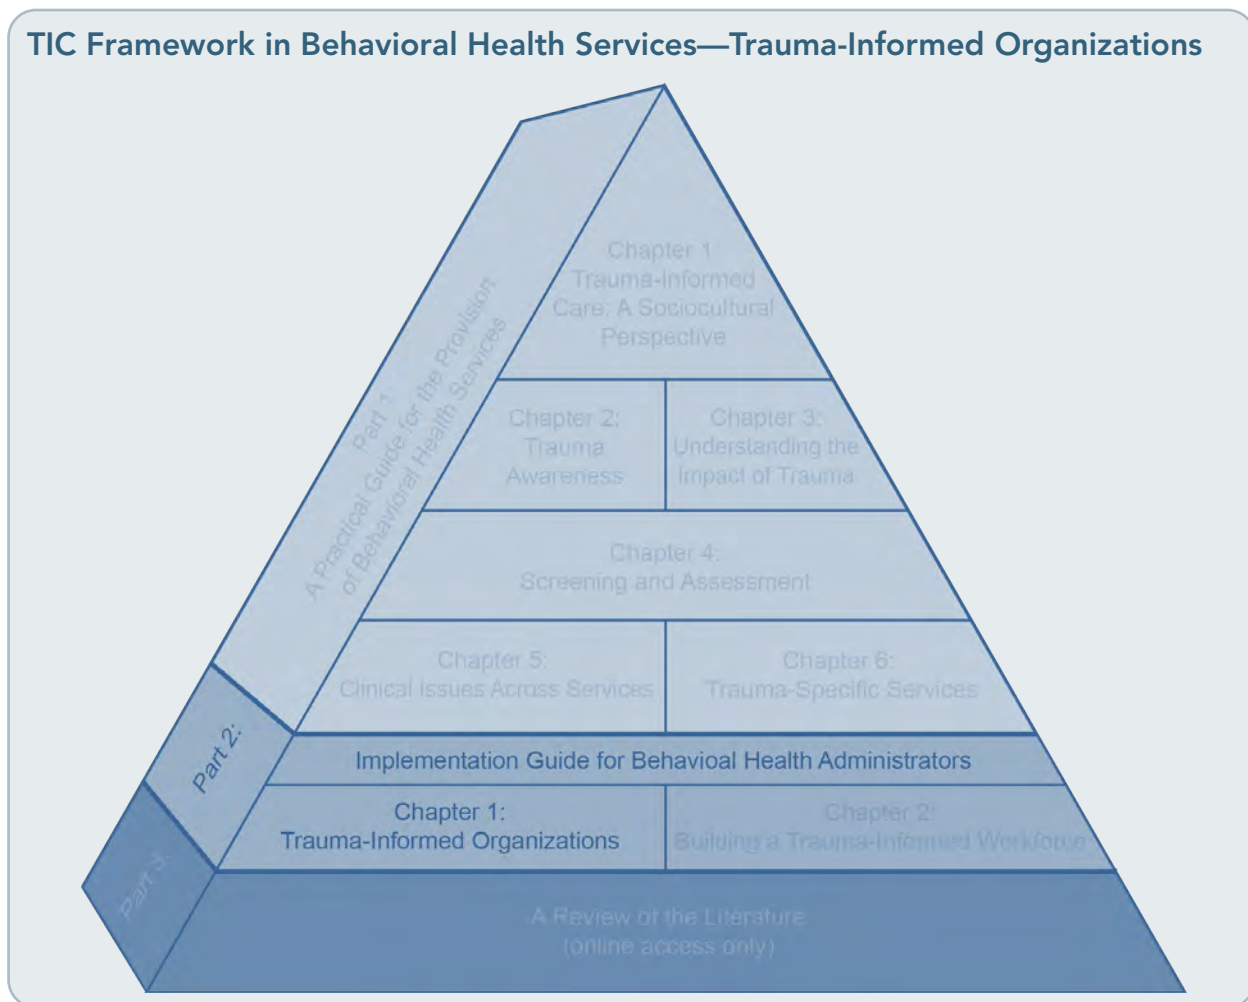 TIC Framework in Behavioral Health Services—Trauma-Informed Organizations
Part 1:
A Practical Guide for the Provision
of Behavioral Health Services
Chapter 1
Trauma-Informed
Care: A Sociocultural
Perspective
Chapter 2:
Trauma
Awareness
Chapter 3:
Understanding the
Impact of Trauma
Chapter 4:
Screening and Assessment
Chapter 5:
Clinical Issues Across Services
Chapter 6:
Trauma-Specific Services
Part 2:
Implementation Guide for Behavioal Health Administrators
Chapter 1:
Trauma-Informed Organizations
Chapter 2:
Building a Trauma-Informed Workforce
Part 3:
A Review of the Literature
(online access only)